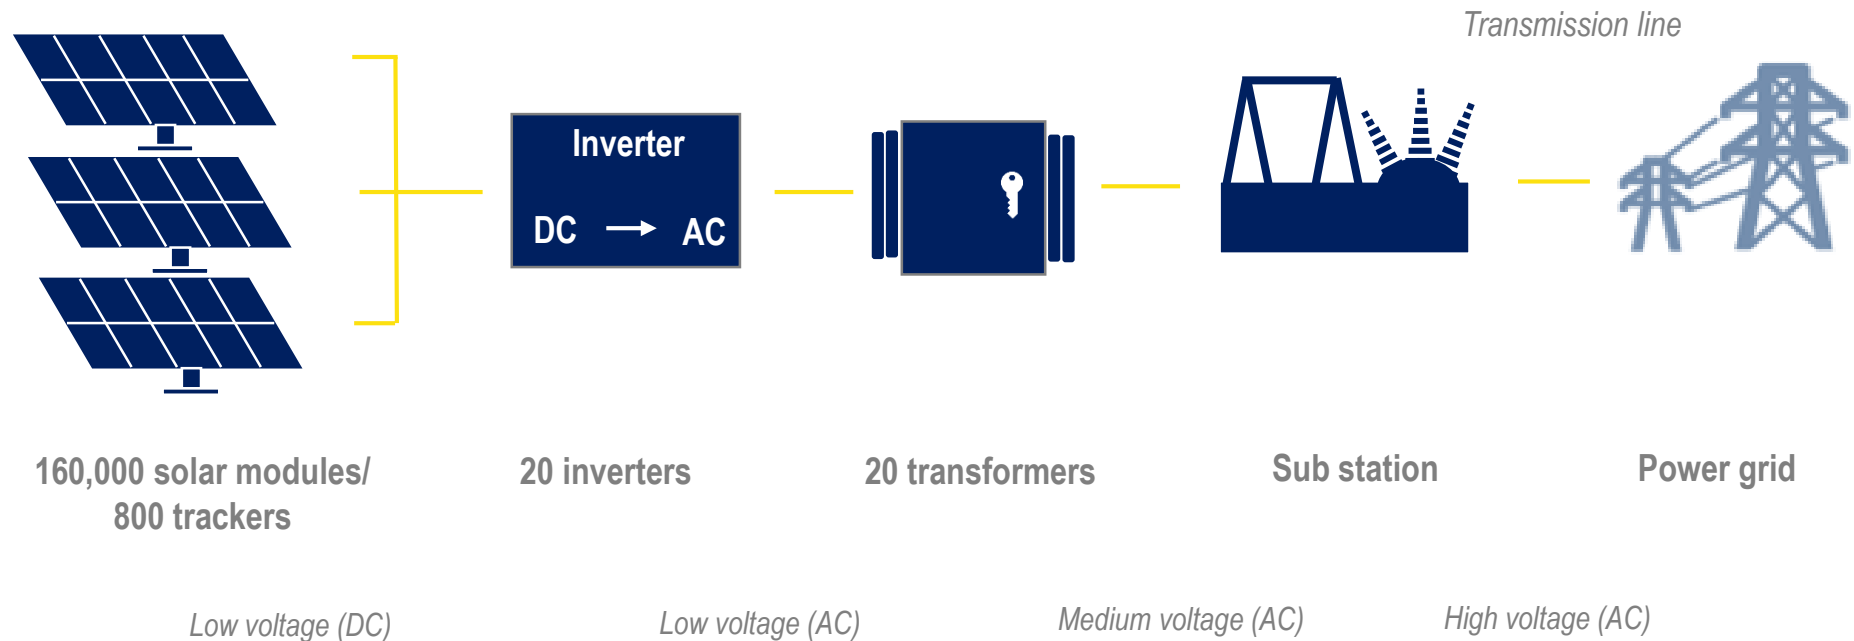 Transmission line
Inverter
DC AC
160,000 solar modules/
800 trackers
20 inverters
20 transformers
Sub station
Power grid
Low voltage (DC)
Low voltage (AC)
Medium voltage (AC)
High voltage (AC)